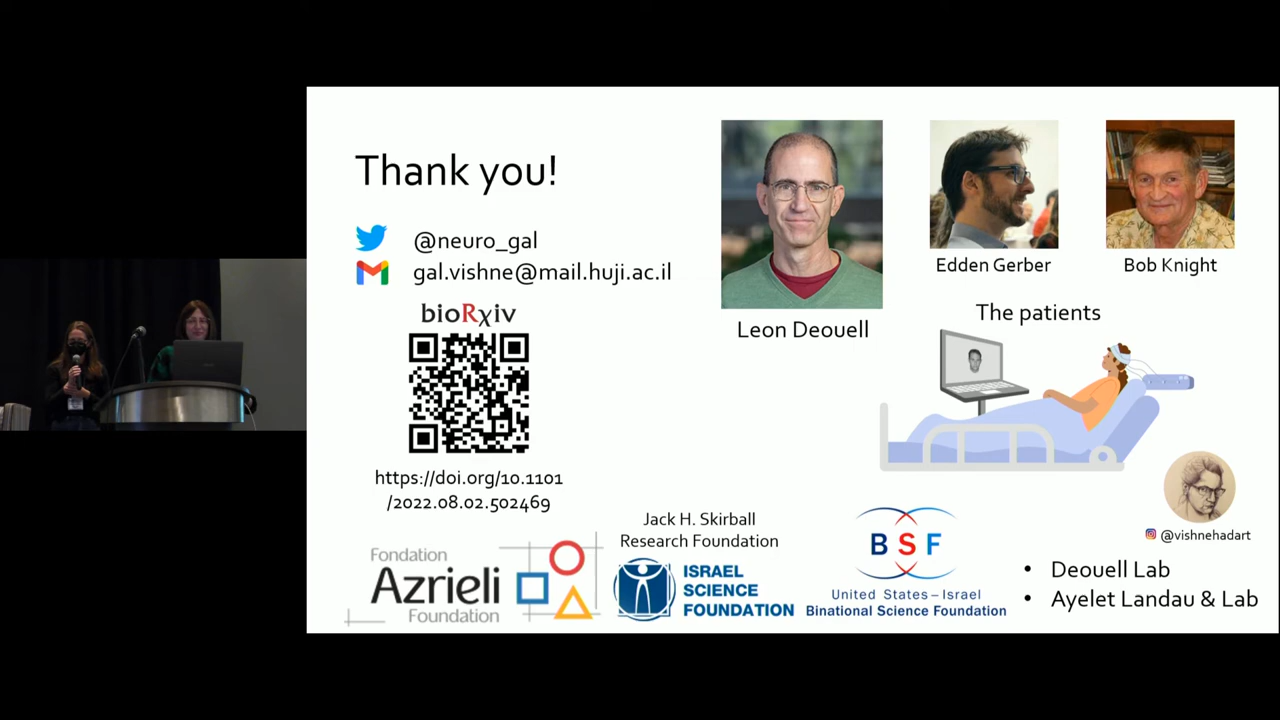 Thank you!
@neuro_gal
gal.vishne@mail.huji.ac.il
bioRχiv
https://doi.org/10.1101
/2022.08.02.502469
Leon Deouell
Edden Gerber
Bob Knight
The patients
@vishnehadart
Fondation
Azrieli
Foundation
Jack H. Skirball
Research Foundation
ISRAEL
SCIENCE
FOUNDATION
BSF
United States–Israel
Binational Science Foundation
• Deouell Lab
• Ayelet Landau & Lab